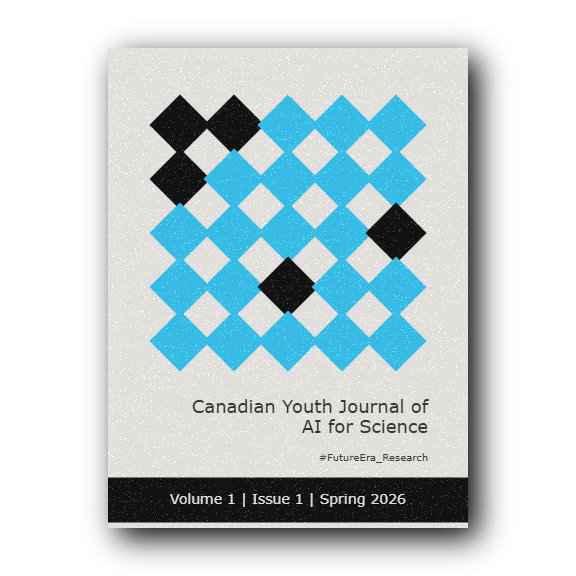 Canadian Youth Journal of
AI for Science
#FutureEra_Research
Volume 1 | Issue 1 | Spring 2026